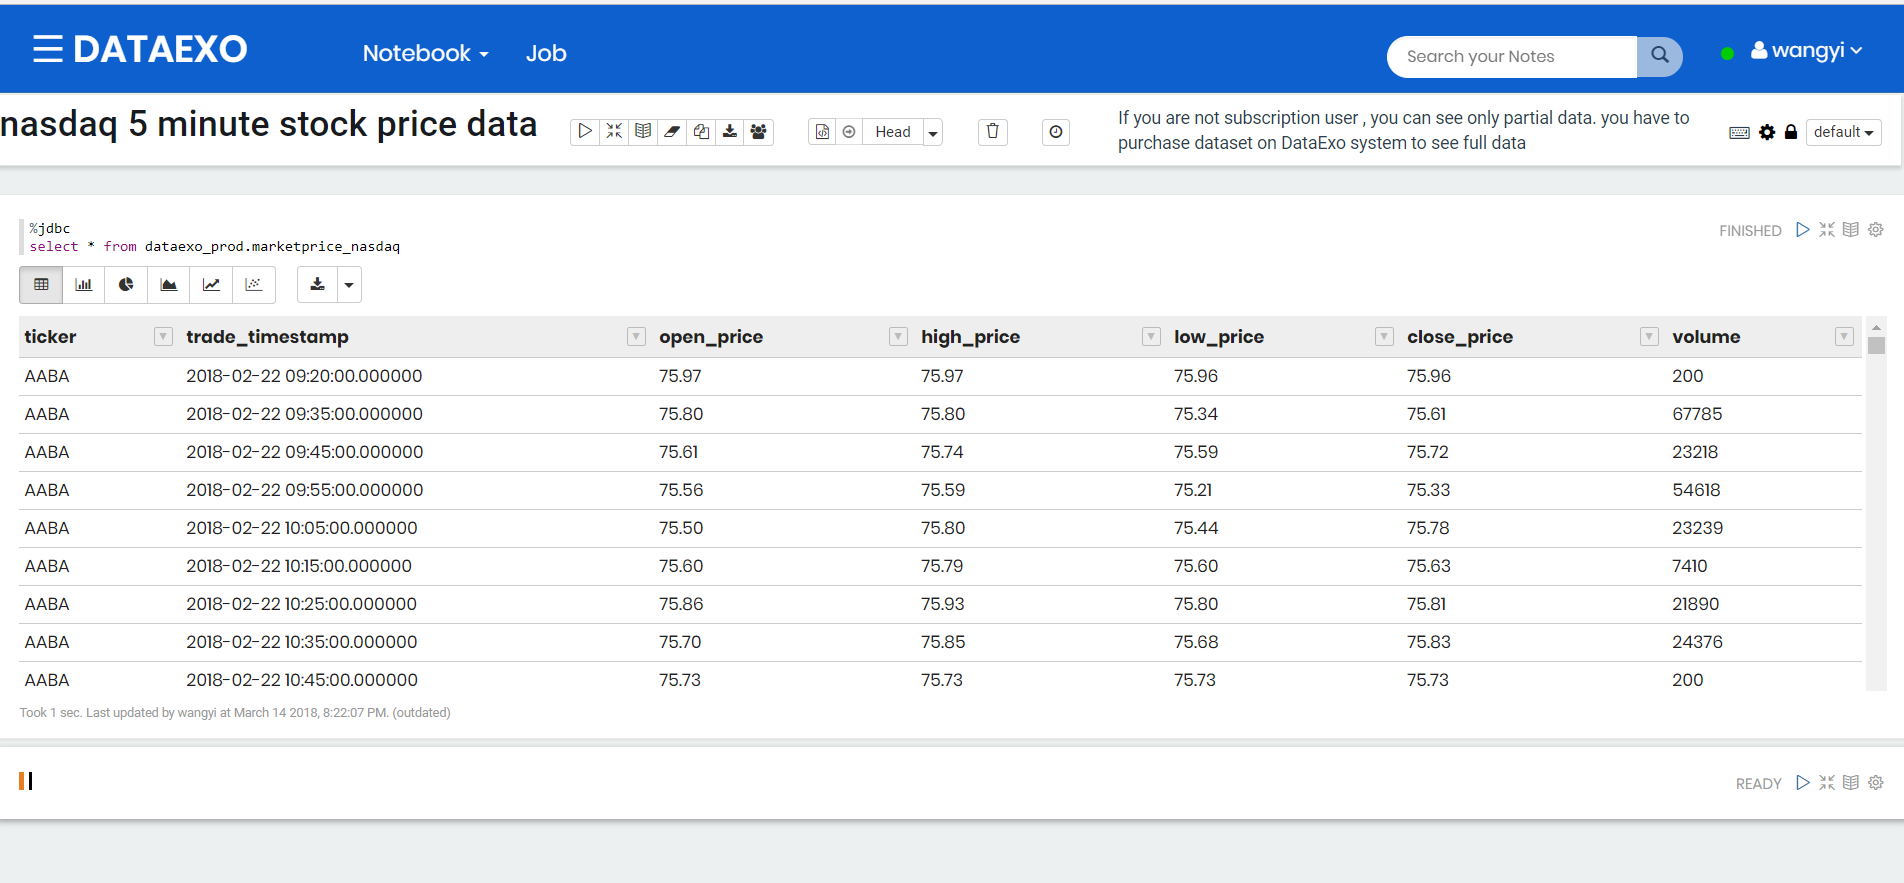 DATAEXO Notebook Job Search your Notes wangyi
nasdaq 5 minute stock price data Head If you are not subscription user , you can see only partial data. you have to default
purchase dataset on DataExo system to see full data
%jdbc FINISHED
select * from dataexo_prod.marketprice_nasdaq
ticker trade_timestamp open_price high_price low_price close_price volume
AABA 2018-02-22 09:20:00.000000 75.97 75.97 75.96 75.96 200
AABA 2018-02-22 09:35:00.000000 75.80 75.80 75.34 75.61 67785
AABA 2018-02-22 09:45:00.000000 75.61 75.74 75.59 75.72 23218
AABA 2018-02-22 09:55:00.000000 75.56 75.59 75.21 75.33 54618
AABA 2018-02-22 10:05:00.000000 75.50 75.80 75.44 75.78 23239
AABA 2018-02-22 10:15:00.000000 75.60 75.79 75.60 75.63 7410
AABA 2018-02-22 10:25:00.000000 75.86 75.93 75.80 75.81 21890
AABA 2018-02-22 10:35:00.000000 75.70 75.85 75.68 75.83 24376
AABA 2018-02-22 10:45:00.000000 75.73 75.73 75.73 75.73 200
Took 1 sec. Last updated by wangyi at March 14 2018, 8:22:07 PM. (outdated)
READY